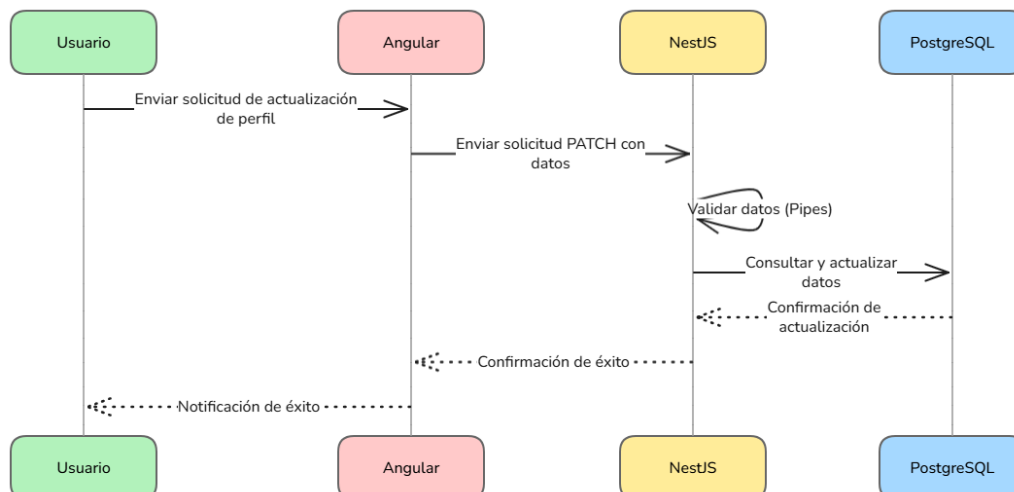 Usuario
Angular
NestJS
PostgreSQL
Enviar solicitud de actualización
de perfil
Enviar solicitud PATCH con
datos
Validar datos (Pipes)
Consultar y actualizar
datos
Confirmación de
actualización
Confirmación de éxito
Notificación de éxito
Usuario
Angular
NestJS
PostgreSQL